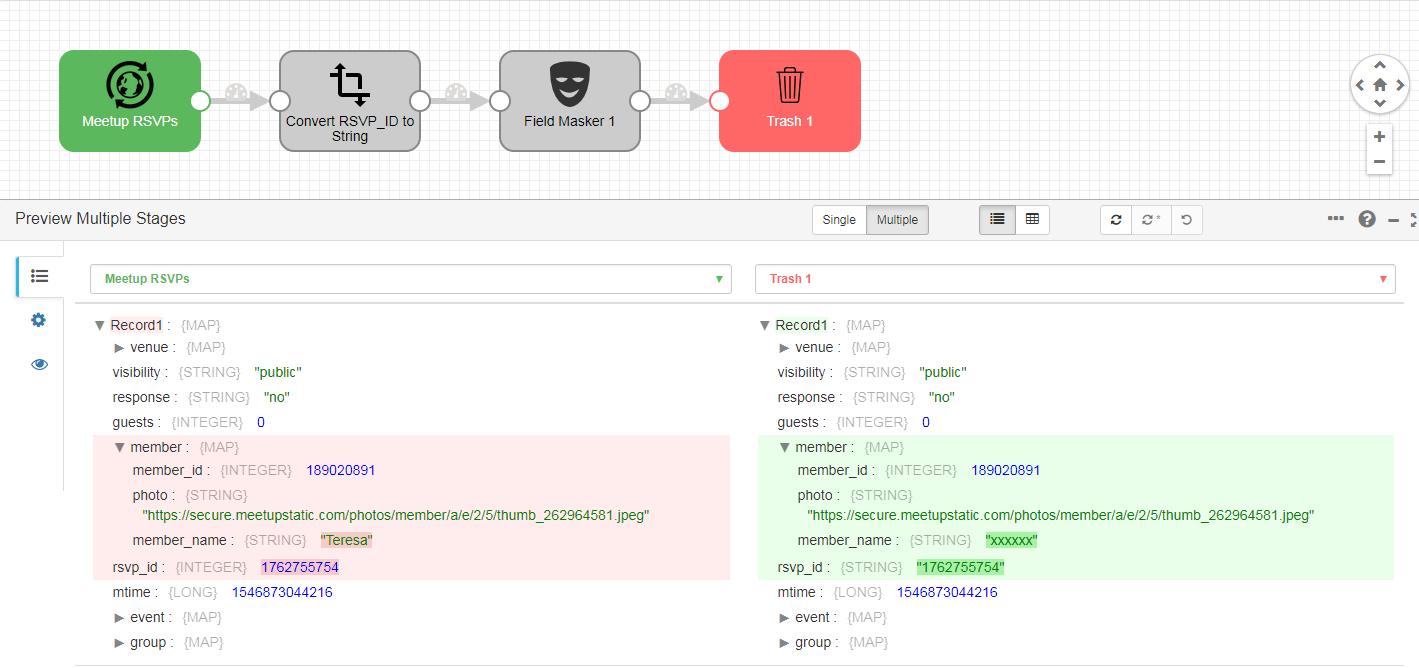 Meetup RSVPs
Convert RSVP_ID to
String
Field Masker 1
Trash 1
Preview Multiple Stages
Single Multiple
Meetup RSVPs
Trash 1
Record1 : {MAP}
venue : {MAP}
visibility : {STRING} "public"
response : {STRING} "no"
guests : {INTEGER} 0
member : {MAP}
member_id : {INTEGER} 189020891
photo : {STRING}
"https://secure.meetupstatic.com/photos/member/a/e/2/5/thumb_262964581.jpeg"
member_name : {STRING} "Teresa"
rsvp_id : {INTEGER} 1762755754
mtime : {LONG} 1546873044216
event : {MAP}
group : {MAP}
Record1 : {MAP}
venue : {MAP}
visibility : {STRING} "public"
response : {STRING} "no"
guests : {INTEGER} 0
member : {MAP}
member_id : {INTEGER} 189020891
photo : {STRING}
"https://secure.meetupstatic.com/photos/member/a/e/2/5/thumb_262964581.jpeg"
member_name : {STRING} "xxxxxx"
rsvp_id : {STRING} "1762755754"
mtime : {LONG} 1546873044216
event : {MAP}
group : {MAP}